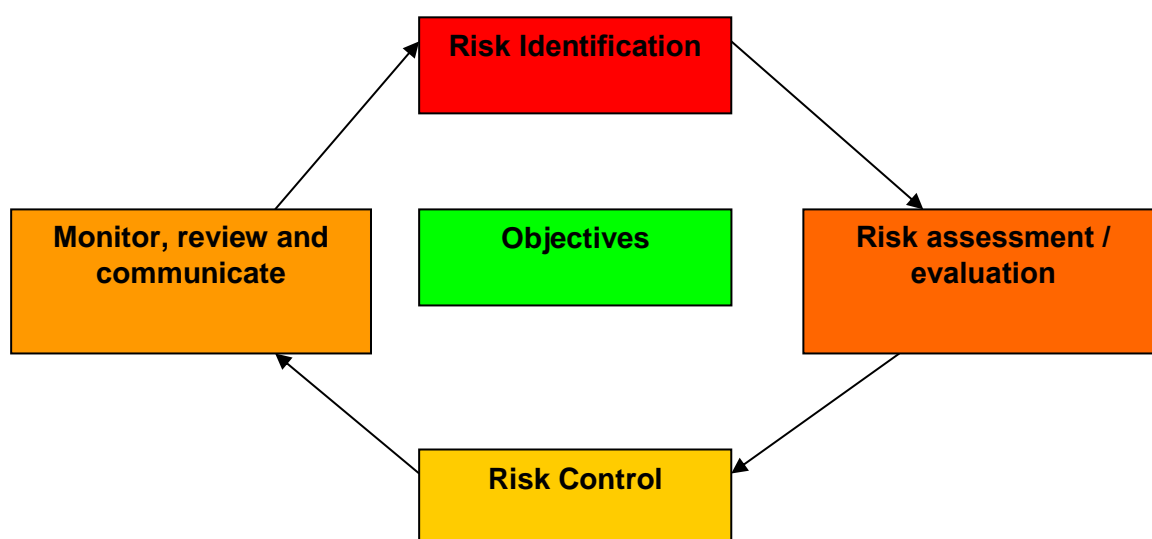 Risk Identification
Monitor, review and
communicate
Objectives
Risk assessment /
evaluation
Risk Control